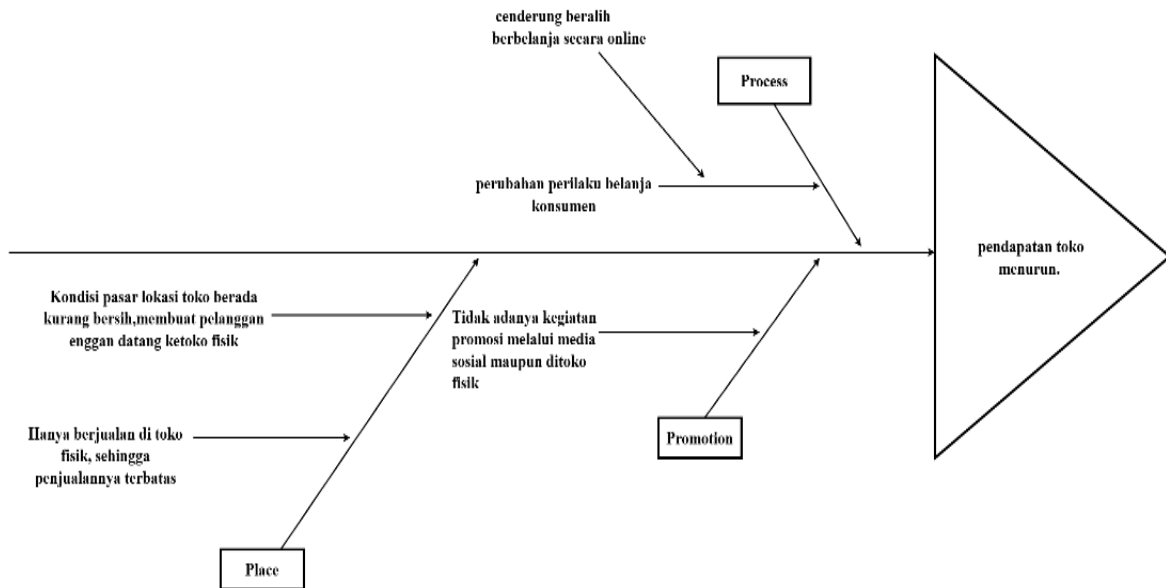 cenderung beralih
berbelanja secara online
Process
perubahan perilaku belanja
konsumen
pendapatan toko
menurun.
Kondisi pasar lokasi toko berada
kurang bersih,membuat pelanggan
enggan datang ketoko fisik
Tidak adanya kegiatan
promosi melalui media
sosial maupun ditoko
fisik
Hanya berjualan di toko
fisik, sehingga
penjualannya terbatas
Promotion
Place